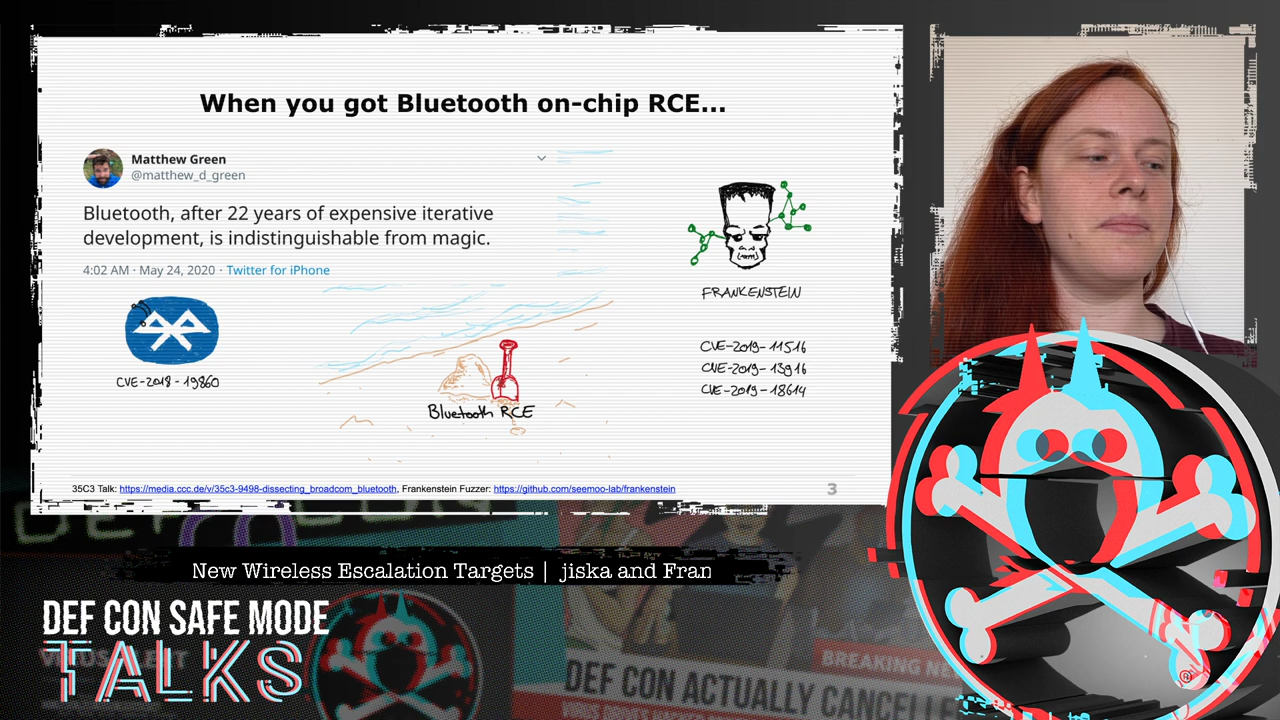 When you got Bluetooth on-chip RCE...
Matthew Green
@matthew_d_green
Bluetooth, after 22 years of expensive iterative
development, is indistinguishable from magic.
4:02 AM · May 24, 2020 · Twitter for iPhone
CVE-2018-19860
Bluetooth RCE
FRANKENSTEIN
CVE-2019-11516
CVE-2019-13916
CVE-2019-18614
35C3 Talk: https://media.ccc.de/v/35c3-9498-dissecting_broadcom_bluetooth, Frankenstein Fuzzer: https://github.com/seemoo-lab/frankenstein
3
New Wireless Escalation Targets | jiska and Fran
DEF CON SAFE MODE
TALKS
DEF CON
BREAKING NE
DEF CON ACTUALLY CANCELLE
®